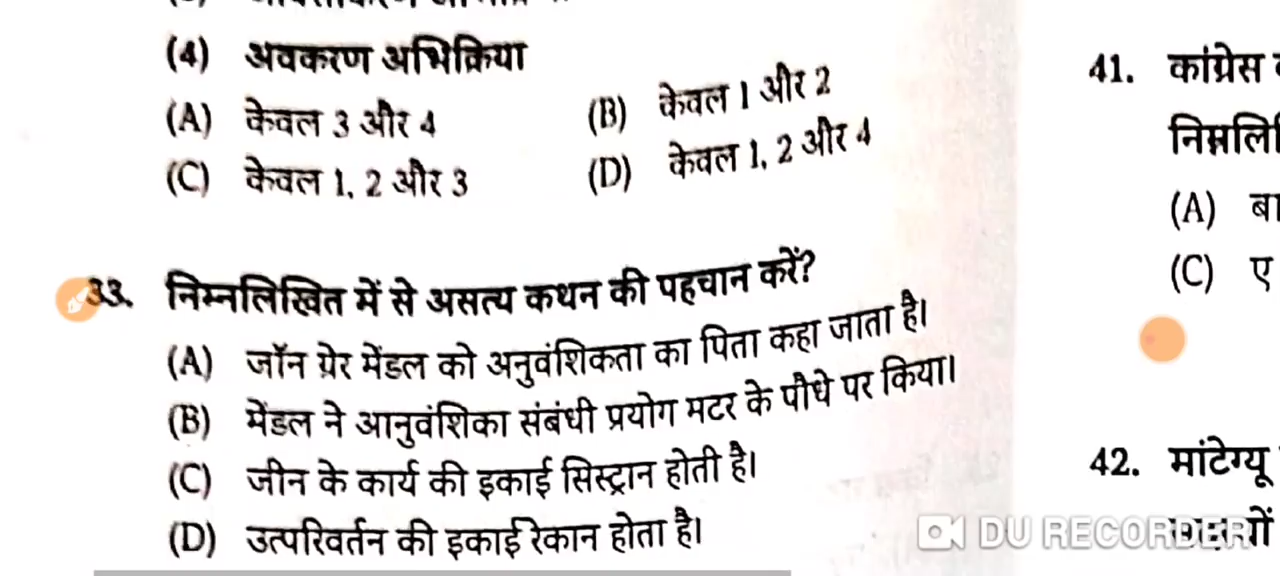 (4) अवकरण अभिक्रिया
(A) केवल 3 और 4
(B) केवल 1 और 2
(C) केवल 1, 2 और 3
(D) केवल 1, 2 और 4
33. निम्नलिखित में से असत्य कथन की पहचान करें?
(A) जॉन ग्रेर मेंडल को अनुवंशिकता का पिता कहा जाता है।
(B) मेंडल ने आनुवंशिका संबंधी प्रयोग मटर के पौधे पर किया।
(C) जीन के कार्य की इकाई सिस्ट्रान होती है।
(D) उत्परिवर्तन की इकाई रेकान होता है।
41. कांग्रेस
(A)
(C) ए
42. मांटेग्यू
DU RECORDER